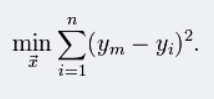 \min_{\vec{x}} \sum_{i=1}^{n} (y_m - y_i)^2.